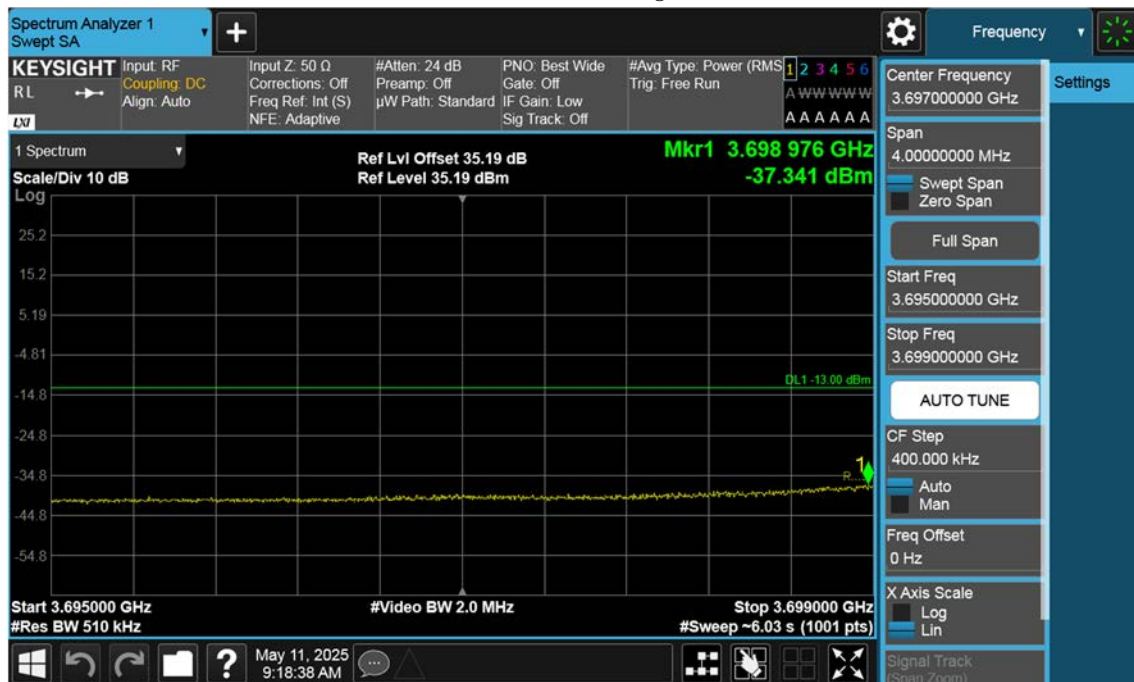 Spectrum Analyzer 1
Swept SA
Frequency
KEYSIGHT
RL
LXI
Input: RF
Coupling: DC
Align: Auto
Input Z: 50 Ω
Corrections: Off
Freq Ref: Int (S)
NFE: Adaptive
#Atten: 24 dB
Preamp: Off
µW Path: Standard
PNO: Best Wide
Gate: Off
IF Gain: Low
Sig Track: Off
#Avg Type: Power (RMS
Trig: Free Run
1 2 3 4 5 6
A W W W W W
A A A A A A
1 Spectrum
Scale/Div 10 dB
Ref Lvl Offset 35.19 dB
Ref Level 35.19 dBm
Mkr1 3.698 976 GHz
-37.341 dBm
Log
25.2
15.2
5.19
-4.81
-14.8
-24.8
-34.8
-44.8
-54.8
DL1 -13.00 dBm
1
Start 3.695000 GHz
#Res BW 510 kHz
#Video BW 2.0 MHz
Stop 3.699000 GHz
#Sweep ~6.03 s (1001 pts)
?
May 11, 2025
9:18:38 AM
Center Frequency
3.697000000 GHz
Span
4.00000000 MHz
Swept Span
Zero Span
Full Span
Start Freq
3.695000000 GHz
Stop Freq
3.699000000 GHz
AUTO TUNE
CF Step
400.000 kHz
Auto
Man
Freq Offset
0 Hz
X Axis Scale
Log
Lin
Signal Track
(Span Zoom)
Settings